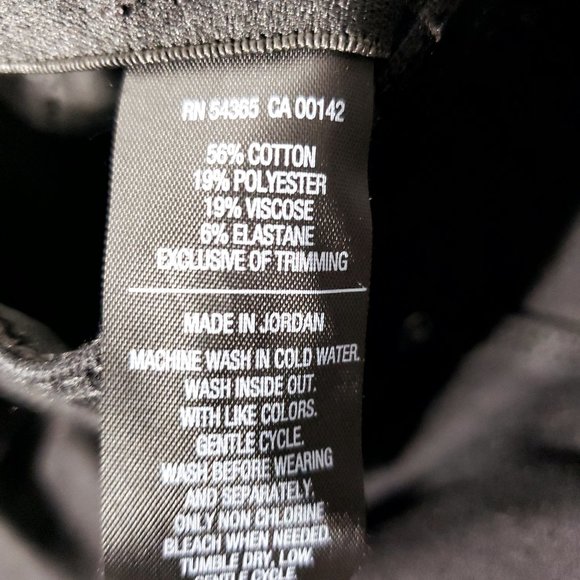 RN 54365 CA 00142
56% COTTON
19% POLYESTER
19% VISCOSE
6% ELASTANE
EXCLUSIVE OF TRIMMING
MADE IN JORDAN
MACHINE WASH IN COLD WATER.
WASH INSIDE OUT.
WITH LIKE COLORS.
GENTLE CYCLE.
WASH BEFORE WEARING
AND SEPARATELY.
ONLY NON CHLORINE
BLEACH WHEN NEEDED.
TUMBLE DRY, LOW,
GENTLE CYCLE